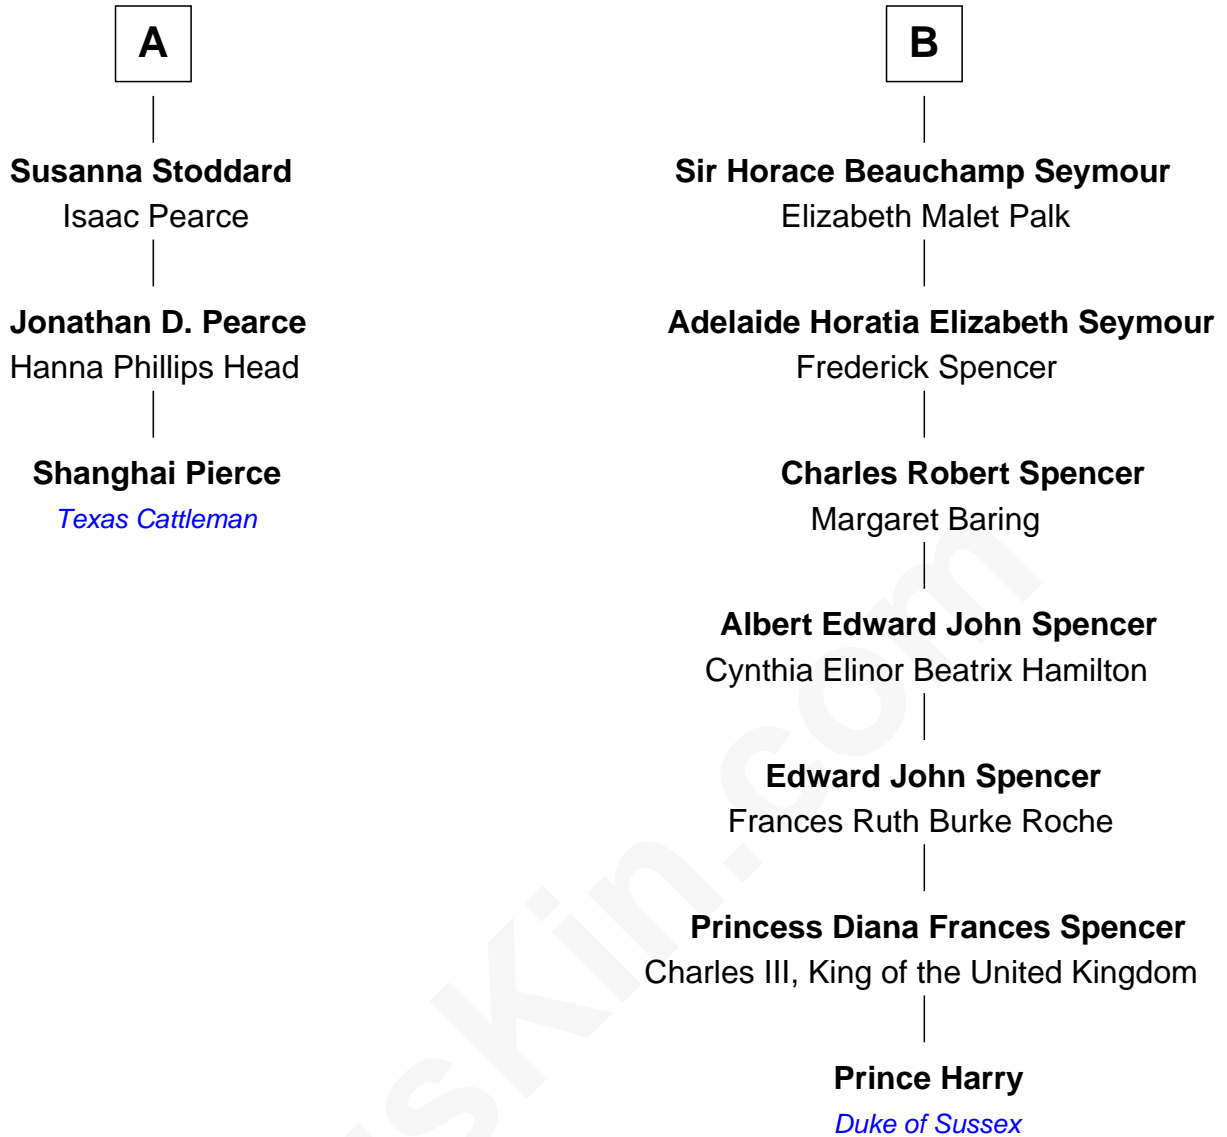 A
Susanna Stoddard
Isaac Pearce
Jonathan D. Pearce
Hanna Phillips Head
Shanghai Pierce
Texas Cattleman
B
Sir Horace Beauchamp Seymour
Elizabeth Malet Palk
Adelaide Horatia Elizabeth Seymour
Frederick Spencer
Charles Robert Spencer
Margaret Baring
Albert Edward John Spencer
Cynthia Elinor Beatrix Hamilton
Edward John Spencer
Frances Ruth Burke Roche
Princess Diana Frances Spencer
Charles III, King of the United Kingdom
Prince Harry
Duke of Sussex